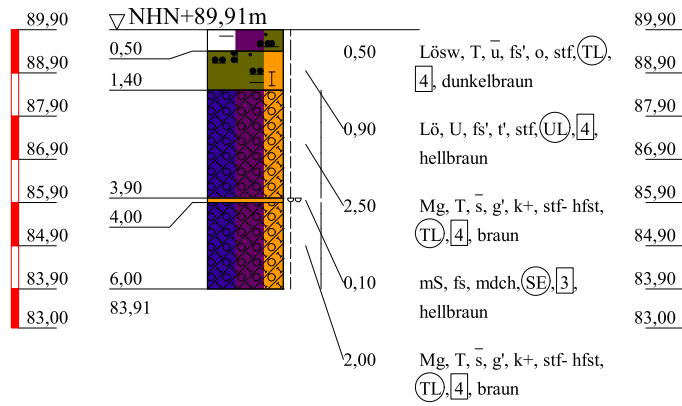 89,90
88,90
87,90
86,90
85,90
84,90
83,90
83,00
▽ NHN+89,91m
0,50
1,40
3,90
4,00
6,00
83,91
0,50 Lösw, T, u̅, fs', o, stf, TL,
4, dunkelbraun
0,90 Lö, U, fs', t', stf, UL, 4,
hellbraun
2,50 Mg, T, s̅, g', k+, stf- hfst,
TL, 4, braun
0,10 mS, fs, mdch, SE, 3,
hellbraun
2,00 Mg, T, s̅, g', k+, stf- hfst,
TL, 4, braun
89,90
88,90
87,90
86,90
85,90
84,90
83,90
83,00